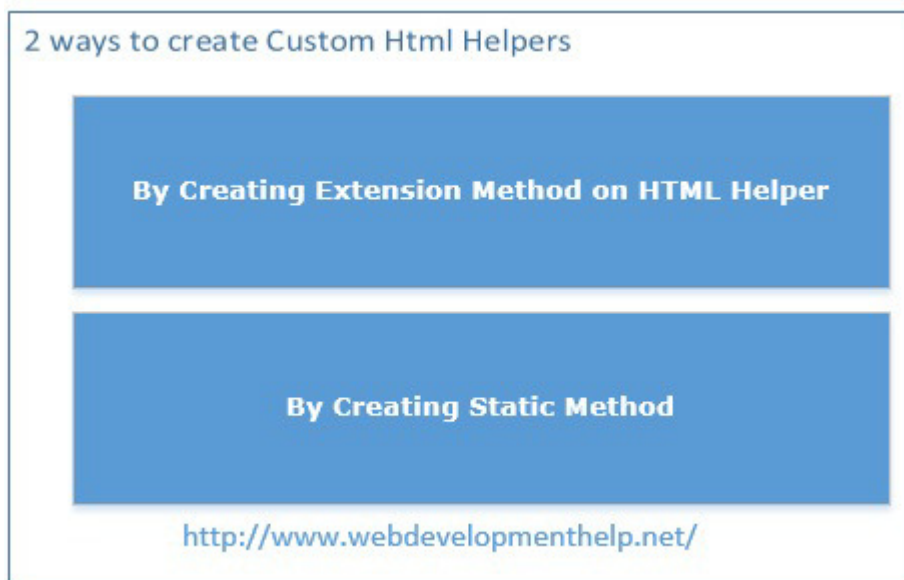 2 ways to create Custom Html Helpers
By Creating Extension Method on HTML Helper
By Creating Static Method
http://www.webdevelopmenthelp.net/